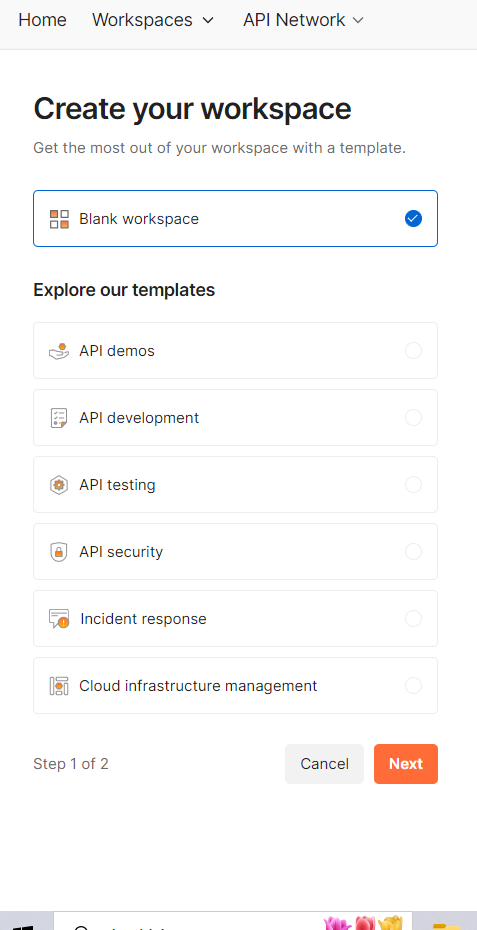 Home Workspaces API Network
Create your workspace
Get the most out of your workspace with a template.
Blank workspace
Explore our templates
API demos
API development
API testing
API security
Incident response
Cloud infrastructure management
Step 1 of 2 Cancel Next